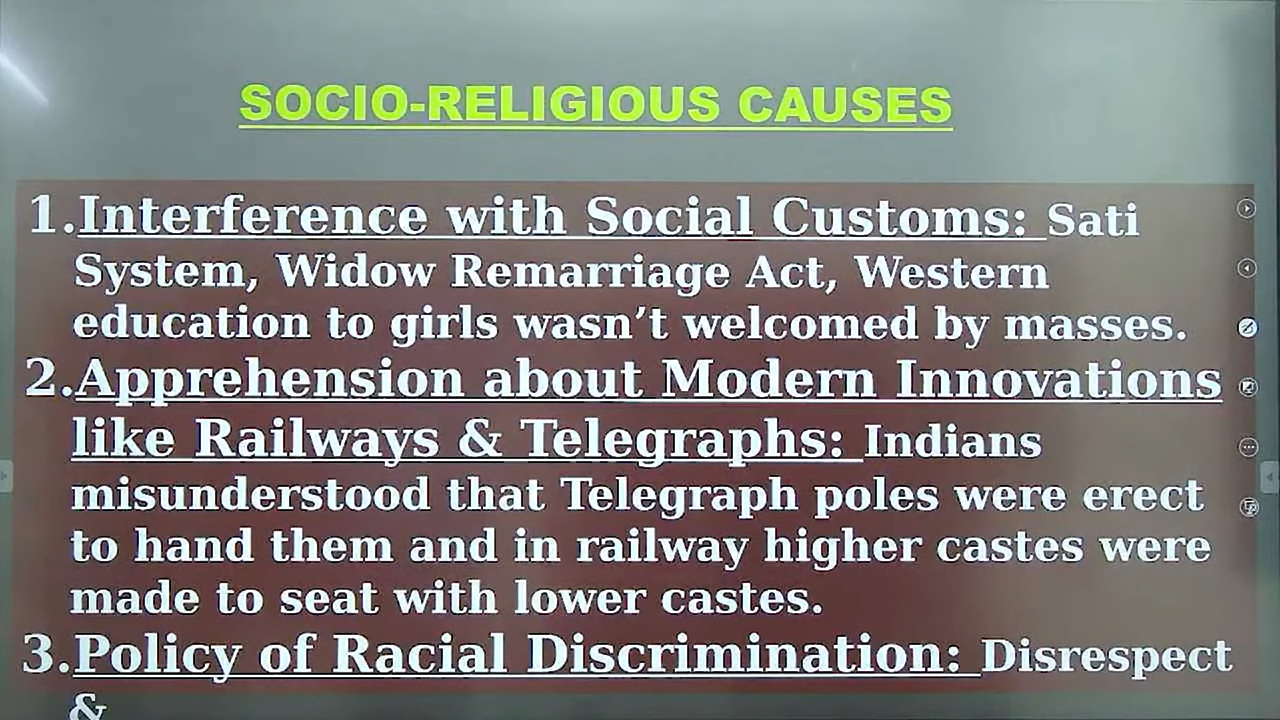 SOCIO-RELIGIOUS CAUSES
1.Interference with Social Customs: Sati
System, Widow Remarriage Act, Western
education to girls wasn't welcomed by masses.
2.Apprehension about Modern Innovations
like Railways & Telegraphs: Indians
misunderstood that Telegraph poles were erect
to hand them and in railway higher castes were
made to seat with lower castes.
3.Policy of Racial Discrimination: Disrespect
&